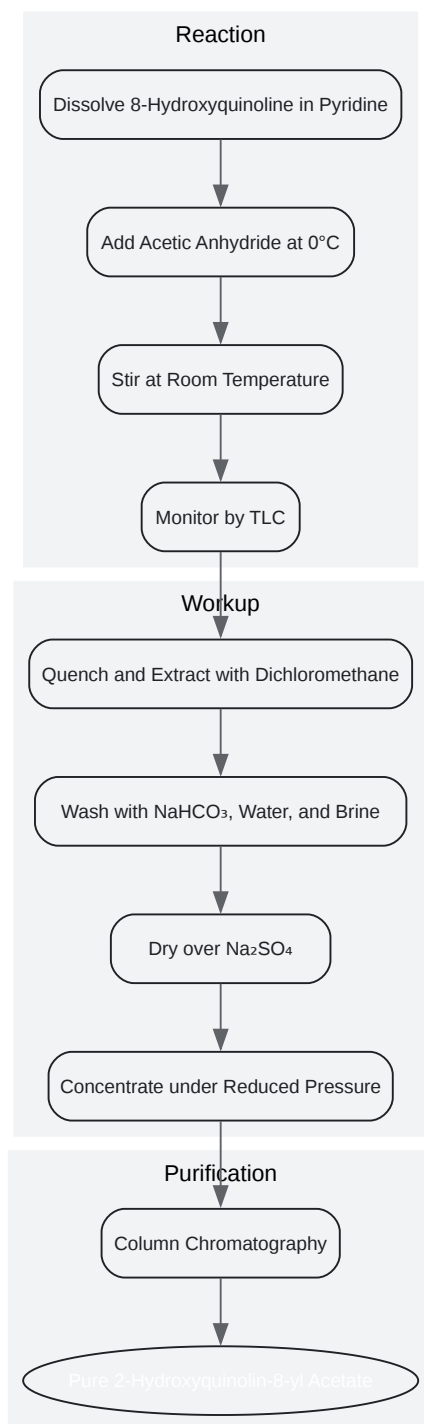 Reaction
Dissolve 8-Hydroxyquinoline in Pyridine
Add Acetic Anhydride at 0°C
Stir at Room Temperature
Monitor by TLC
Workup
Quench and Extract with Dichloromethane
Wash with NaHCO₃, Water, and Brine
Dry over Na₂SO₄
Concentrate under Reduced Pressure
Purification
Column Chromatography
Pure 2-Hydroxyquinolin-8-yl Acetate